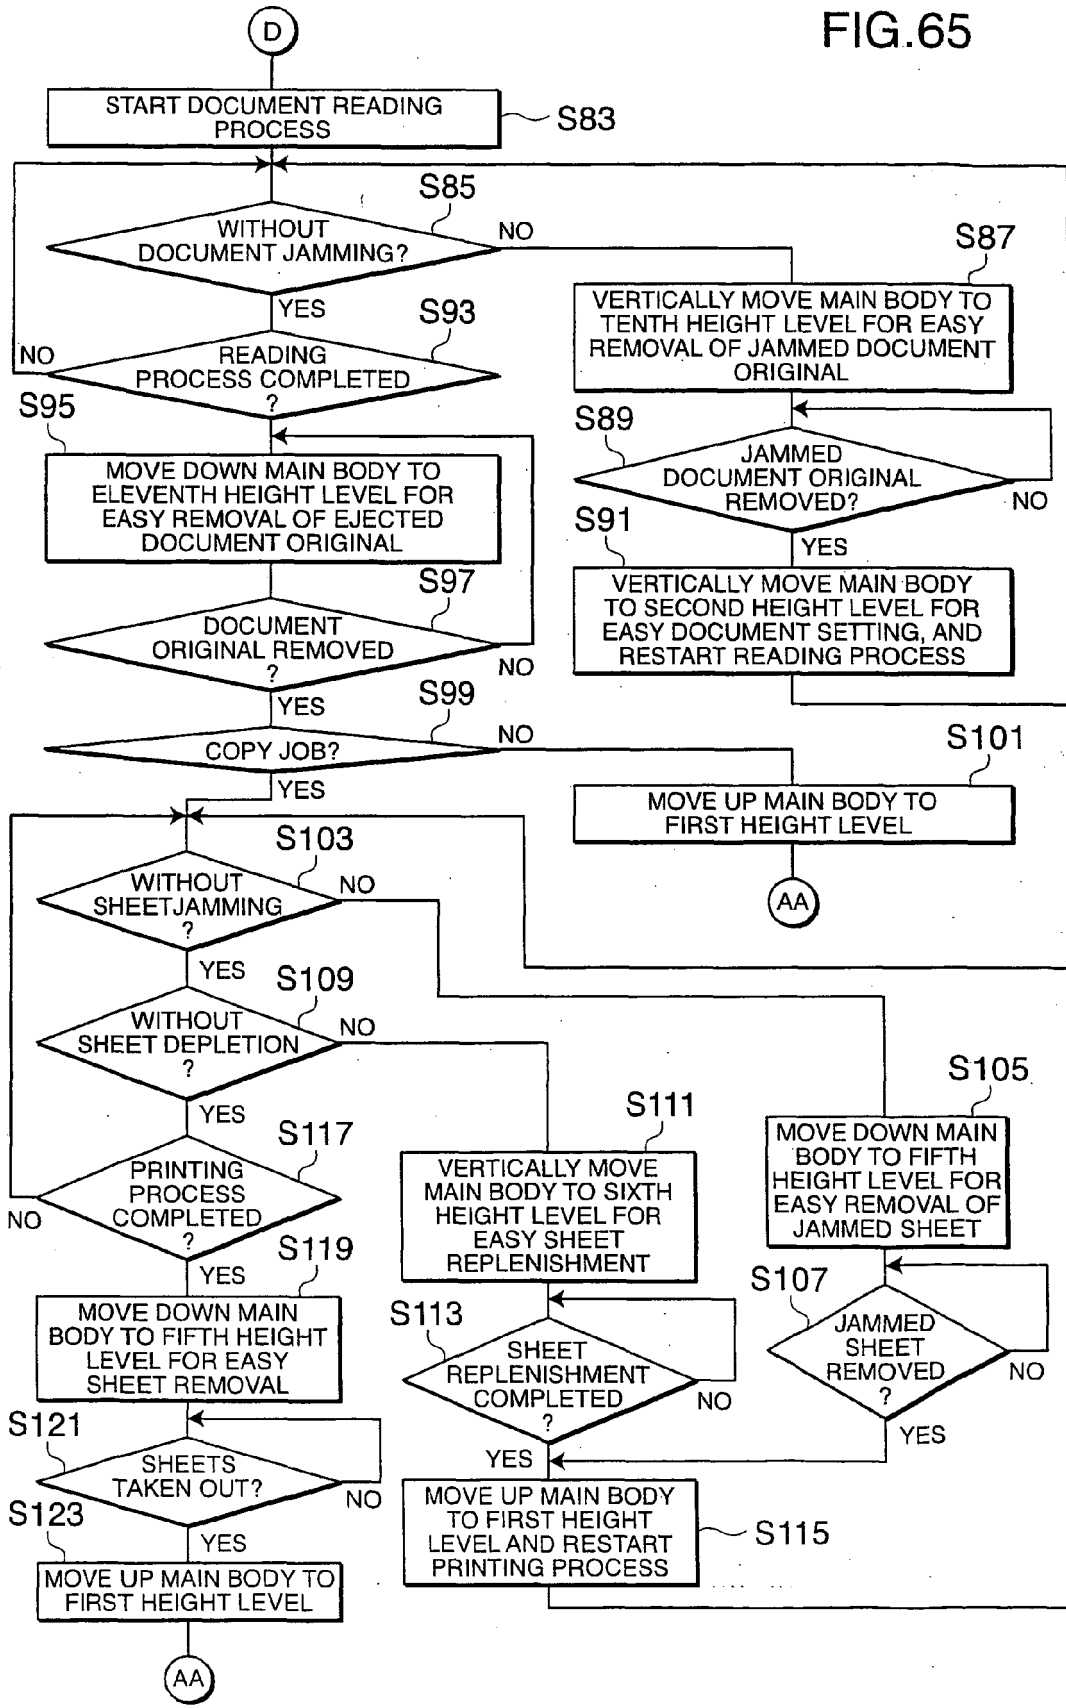 FIG.65
D
START DOCUMENT READING
PROCESS
S83
S85
WITHOUT
DOCUMENT JAMMING?
NO
YES
S87
VERTICALLY MOVE MAIN BODY TO
TENTH HEIGHT LEVEL FOR EASY
REMOVAL OF JAMMED DOCUMENT
ORIGINAL
S93
READING
PROCESS COMPLETED
?
NO
S89
JAMMED
DOCUMENT ORIGINAL
REMOVED?
NO
YES
S95
MOVE DOWN MAIN BODY TO
ELEVENTH HEIGHT LEVEL FOR
EASY REMOVAL OF EJECTED
DOCUMENT ORIGINAL
S91
VERTICALLY MOVE MAIN BODY
TO SECOND HEIGHT LEVEL FOR
EASY DOCUMENT SETTING, AND
RESTART READING PROCESS
S97
DOCUMENT
ORIGINAL REMOVED
?
NO
YES
S99
COPY JOB?
NO
YES
S101
MOVE UP MAIN BODY TO
FIRST HEIGHT LEVEL
AA
S103
WITHOUT
SHEETJAMMING
?
NO
YES
S109
WITHOUT
SHEET DEPLETION
?
NO
YES
S105
MOVE DOWN MAIN
BODY TO FIFTH
HEIGHT LEVEL FOR
EASY REMOVAL OF
JAMMED SHEET
S111
VERTICALLY MOVE
MAIN BODY TO SIXTH
HEIGHT LEVEL FOR
EASY SHEET
REPLENISHMENT
S117
PRINTING
PROCESS
COMPLETED
?
NO
YES
S107
JAMMED
SHEET
REMOVED
?
NO
YES
S113
SHEET
REPLENISHMENT
COMPLETED
?
NO
YES
S119
MOVE DOWN MAIN
BODY TO FIFTH HEIGHT
LEVEL FOR EASY
SHEET REMOVAL
S121
SHEETS
TAKEN OUT?
NO
YES
S115
MOVE UP MAIN BODY
TO FIRST HEIGHT
LEVEL AND RESTART
PRINTING PROCESS
S123
MOVE UP MAIN BODY TO
FIRST HEIGHT LEVEL
AA